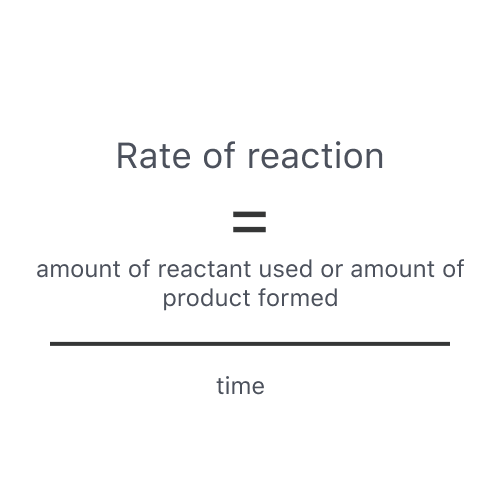 Rate of reaction
=
amount of reactant used or amount of
product formed
time